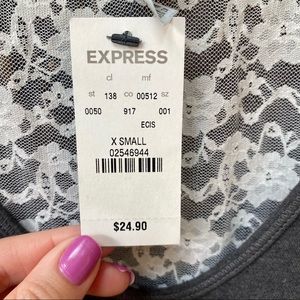 EXPRESS
cl mf
st 138 co 00512 sz
0050 917 001
ECIS
X SMALL
02546944
$24.90